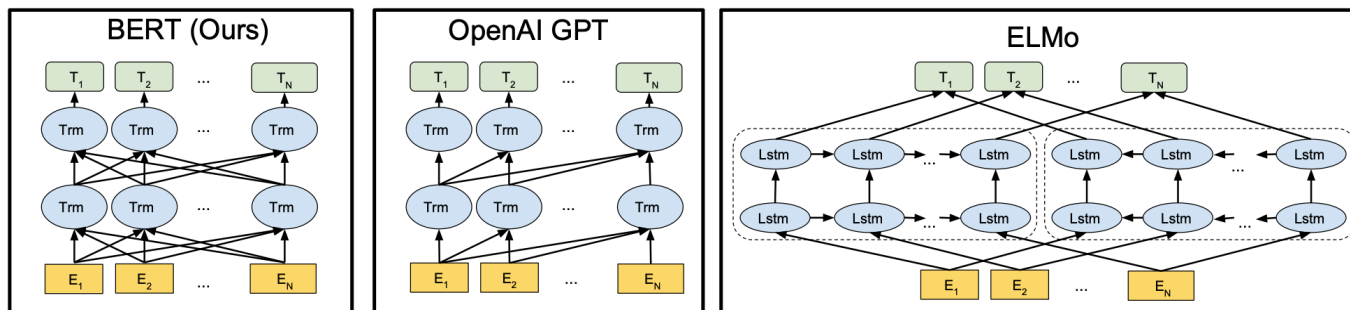 BERT (Ours)
T1 T2 ... TN
Trm Trm ... Trm
Trm Trm ... Trm
E1 E2 ... EN
OpenAI GPT
T1 T2 ... TN
Trm Trm ... Trm
Trm Trm ... Trm
E1 E2 ... EN
ELMo
T1 T2 ... TN
Lstm Lstm ... Lstm Lstm Lstm ... Lstm
Lstm Lstm ... Lstm Lstm Lstm ... Lstm
E1 E2 ... EN